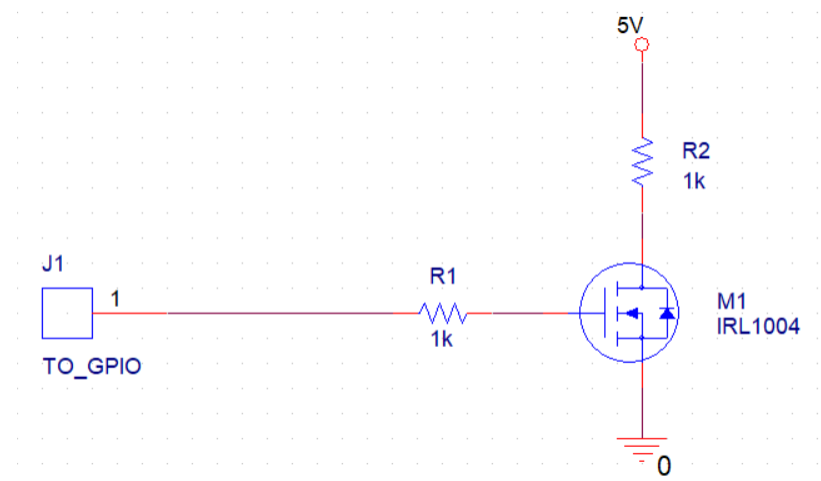 5V
R2
1k
J1
1
TO_GPIO
R1
1k
M1
IRL1004
0